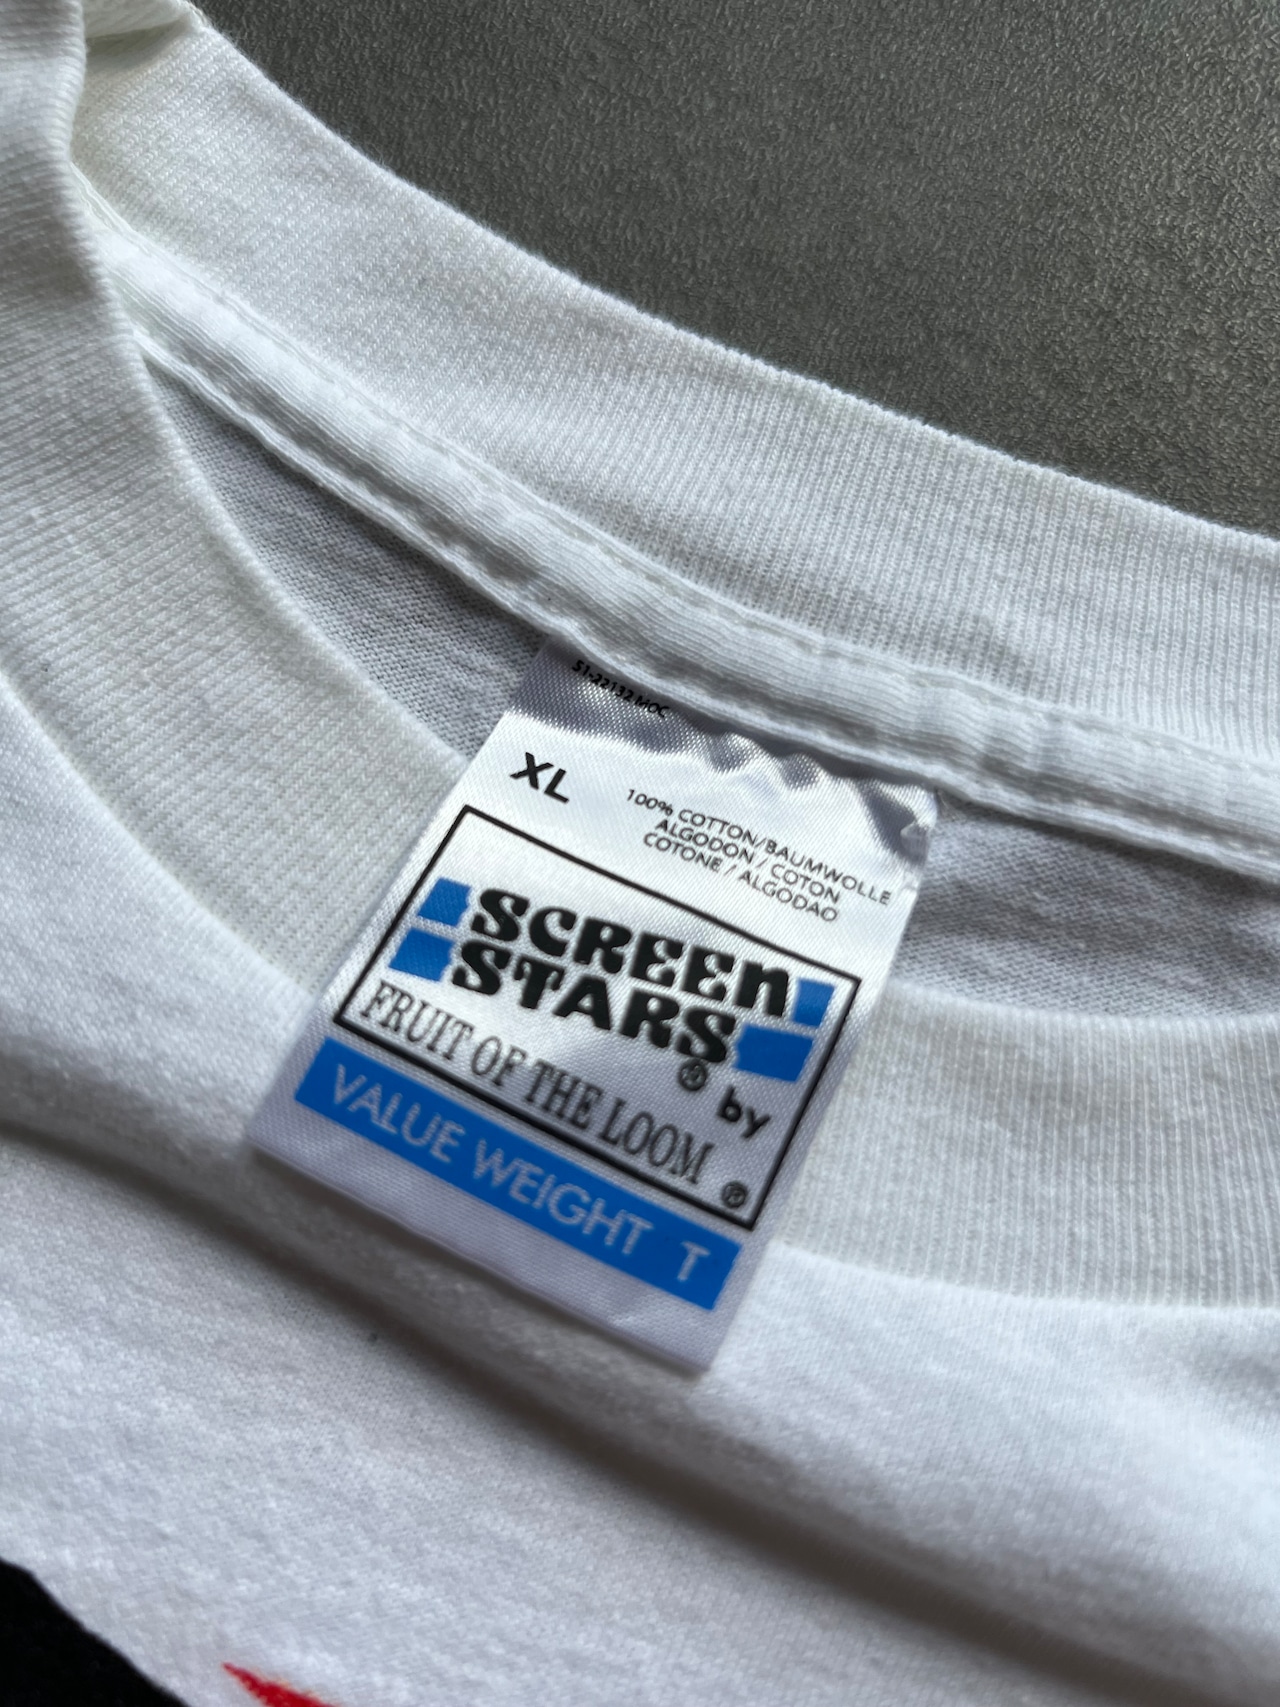 S1-22132 MOC
XL
100% COTTON/BAUMWOLLE
ALGODON / COTON
COTONE / ALGODAO
SCREEn
STARS® by
FRUIT OF THE LOOM®
VALUE WEIGHT T